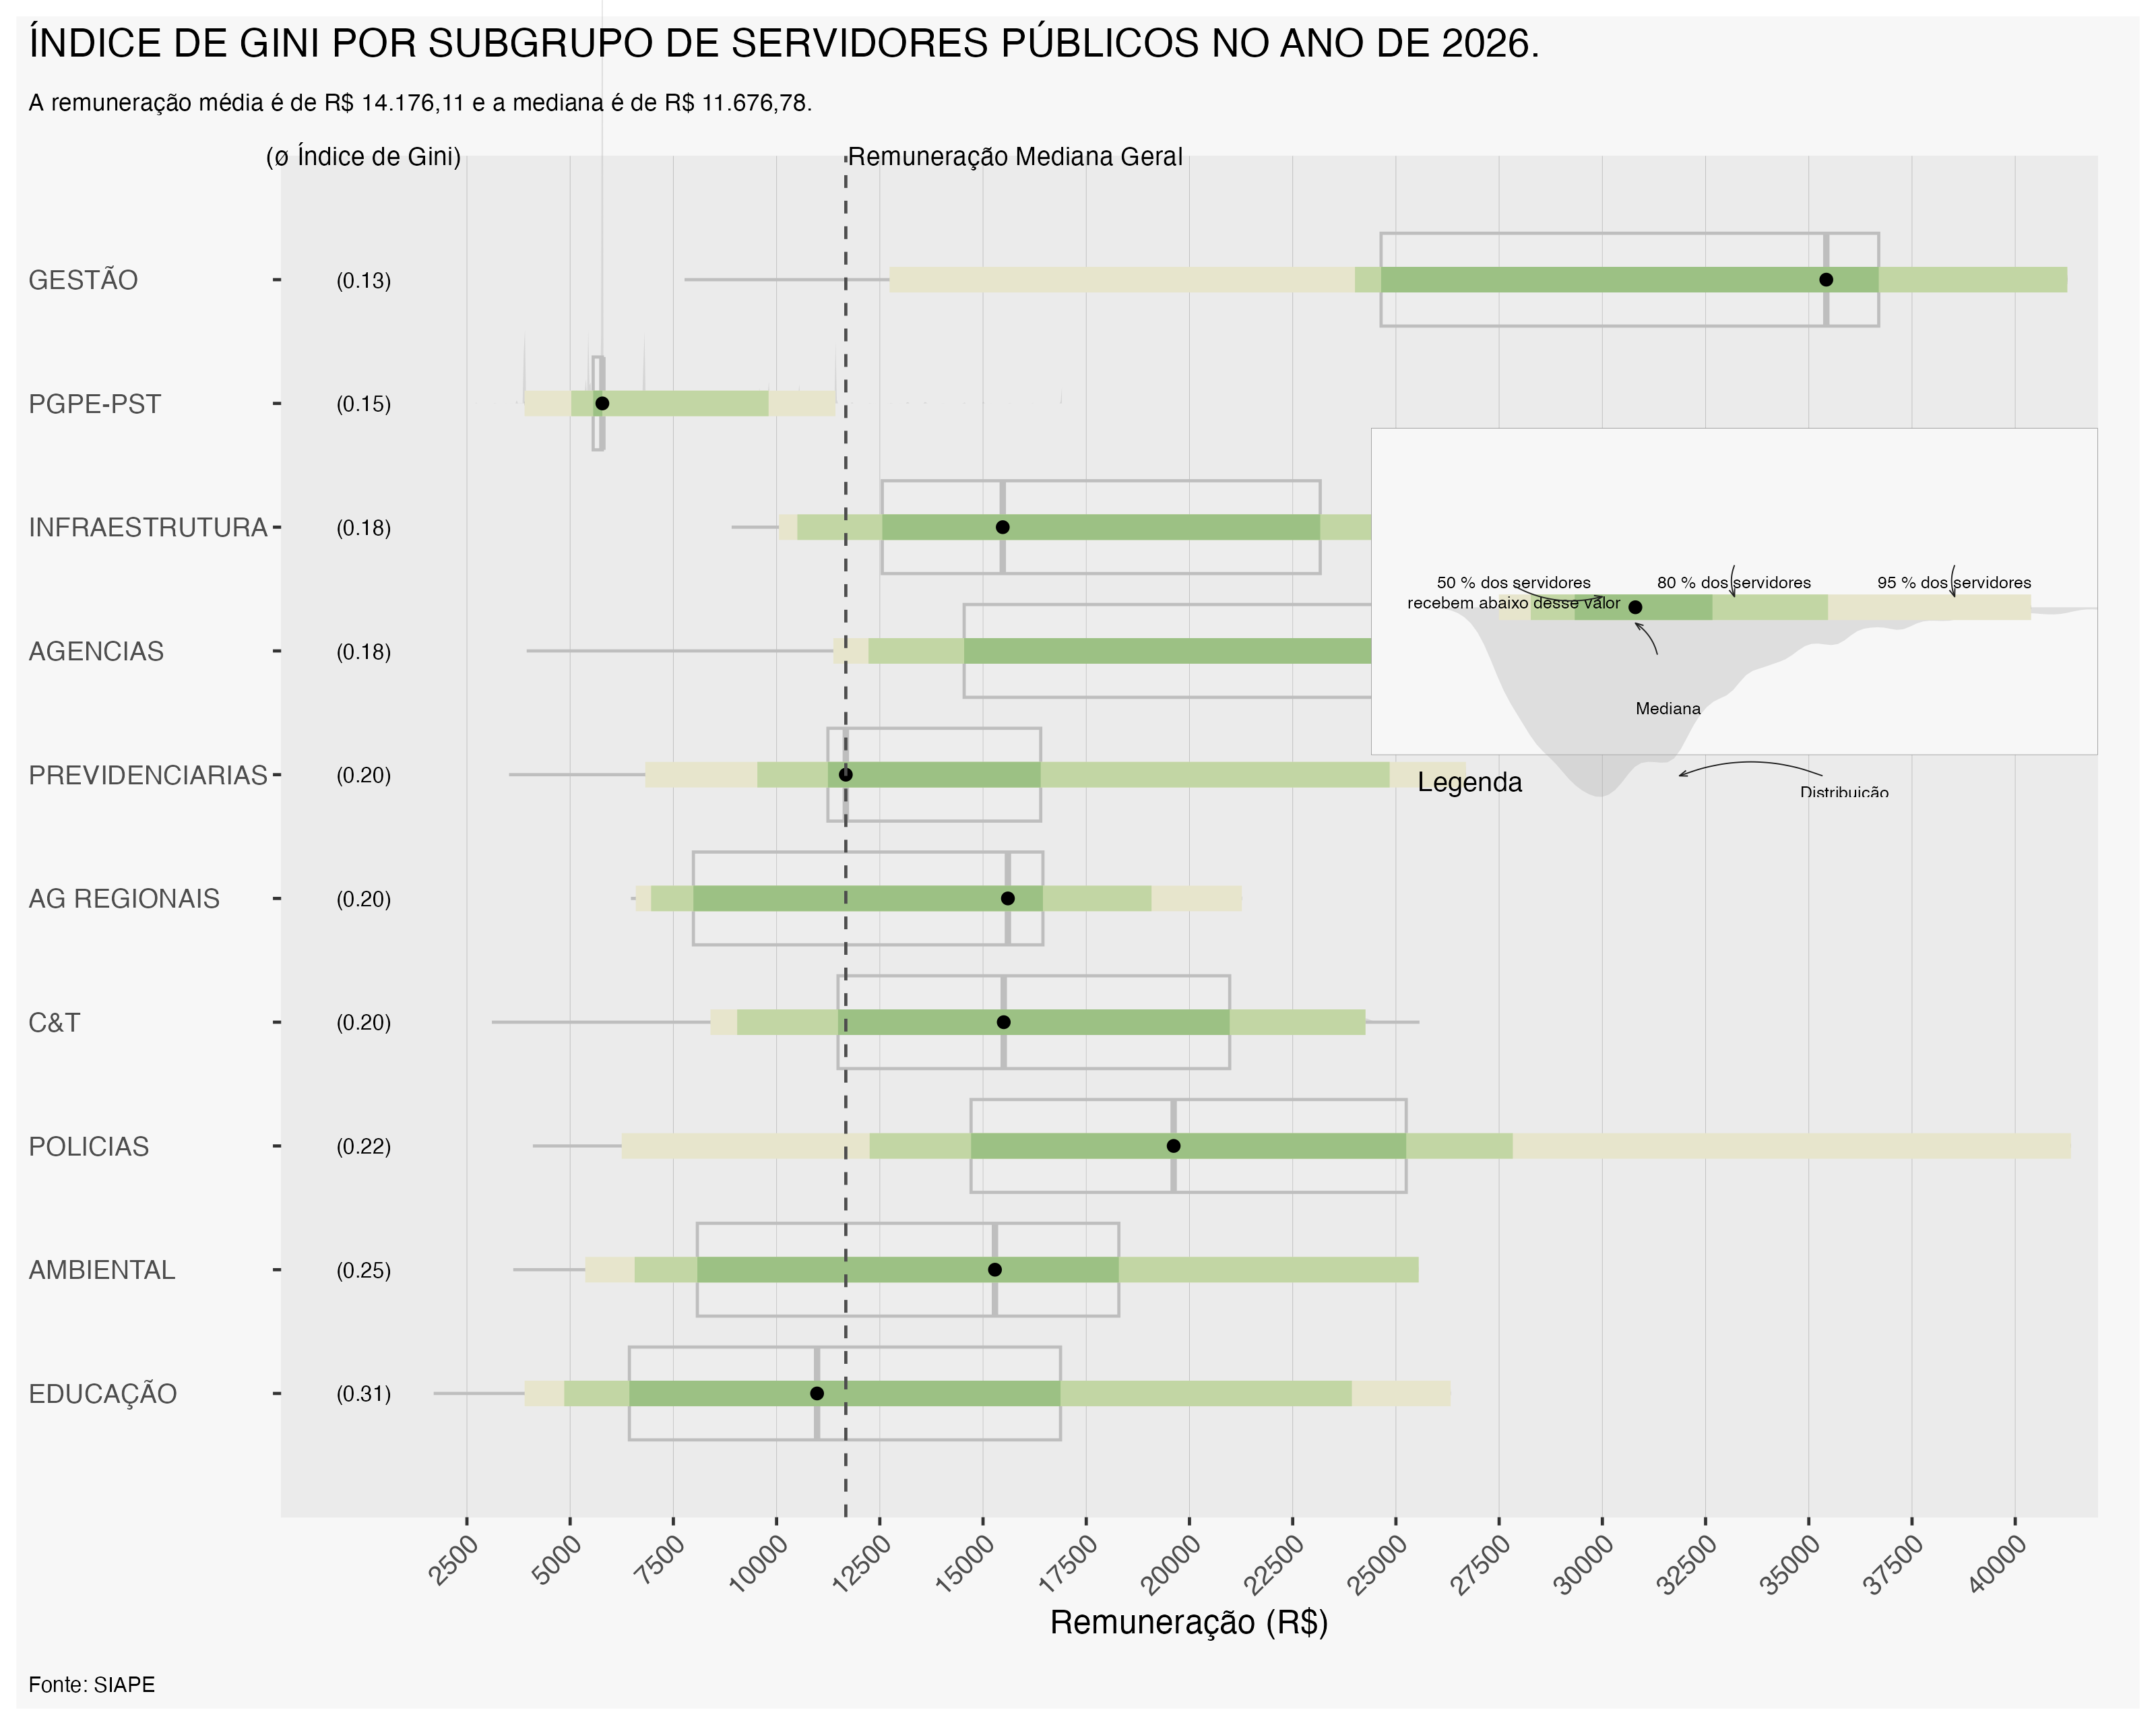 ÍNDICE DE GINI POR SUBGRUPO DE SERVIDORES PÚBLICOS NO ANO DE 2026.
A remuneração média é de R$ 14.176,11 e a mediana é de R$ 11.676,78.
(ø Índice de Gini)
Remuneração Mediana Geral
GESTÃO (0.13)
PGPE-PST (0.15)
INFRAESTRUTURA (0.18)
50 % dos servidores
recebem abaixo desse valor
80 % dos servidores
95 % dos servidores
AGENCIAS (0.18)
Mediana
PREVIDENCIARIAS (0.20)
Legenda
Distribuição
AG REGIONAIS (0.20)
C&T (0.20)
POLICIAS (0.22)
AMBIENTAL (0.25)
EDUCAÇÃO (0.31)
2500 5000 7500 10000 12500 15000 17500 20000 22500 25000 27500 30000 32500 35000 37500 40000
Remuneração (R$)
Fonte: SIAPE